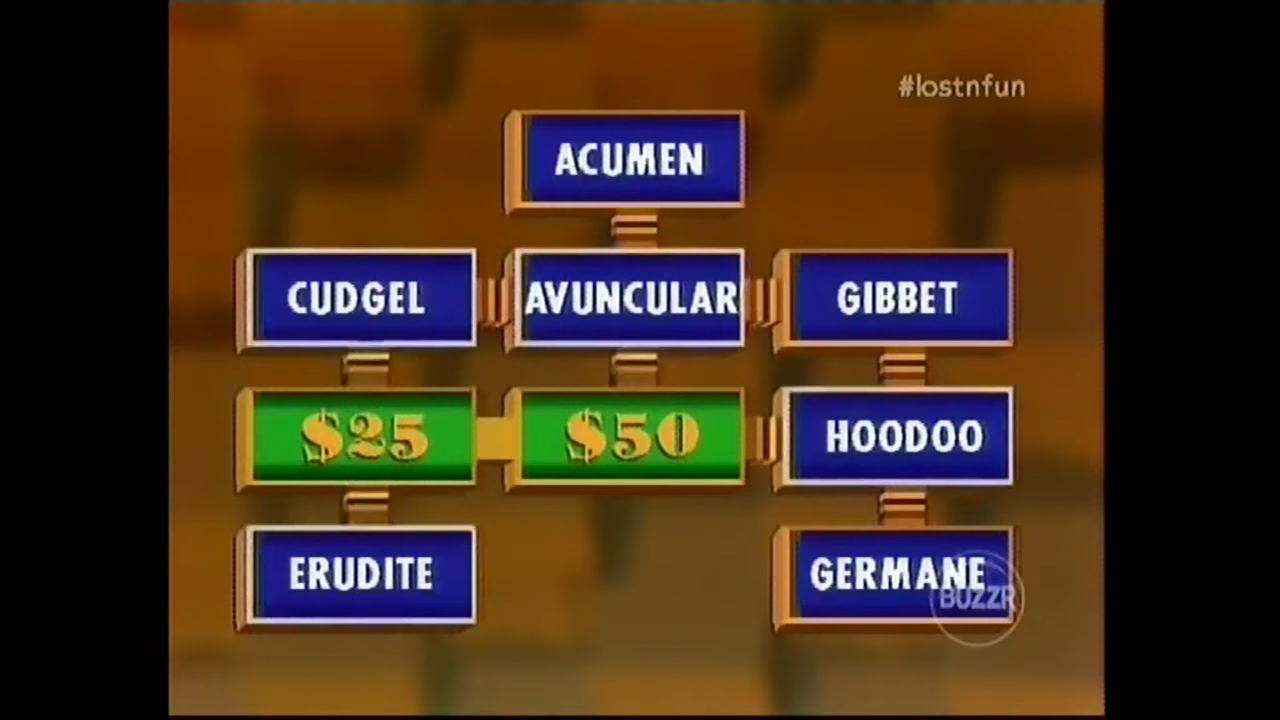 #lostnfun
ACUMEN
CUDGEL AVUNCULAR GIBBET
$25 $50 HOODOO
ERUDITE GERMANE
BUZZR